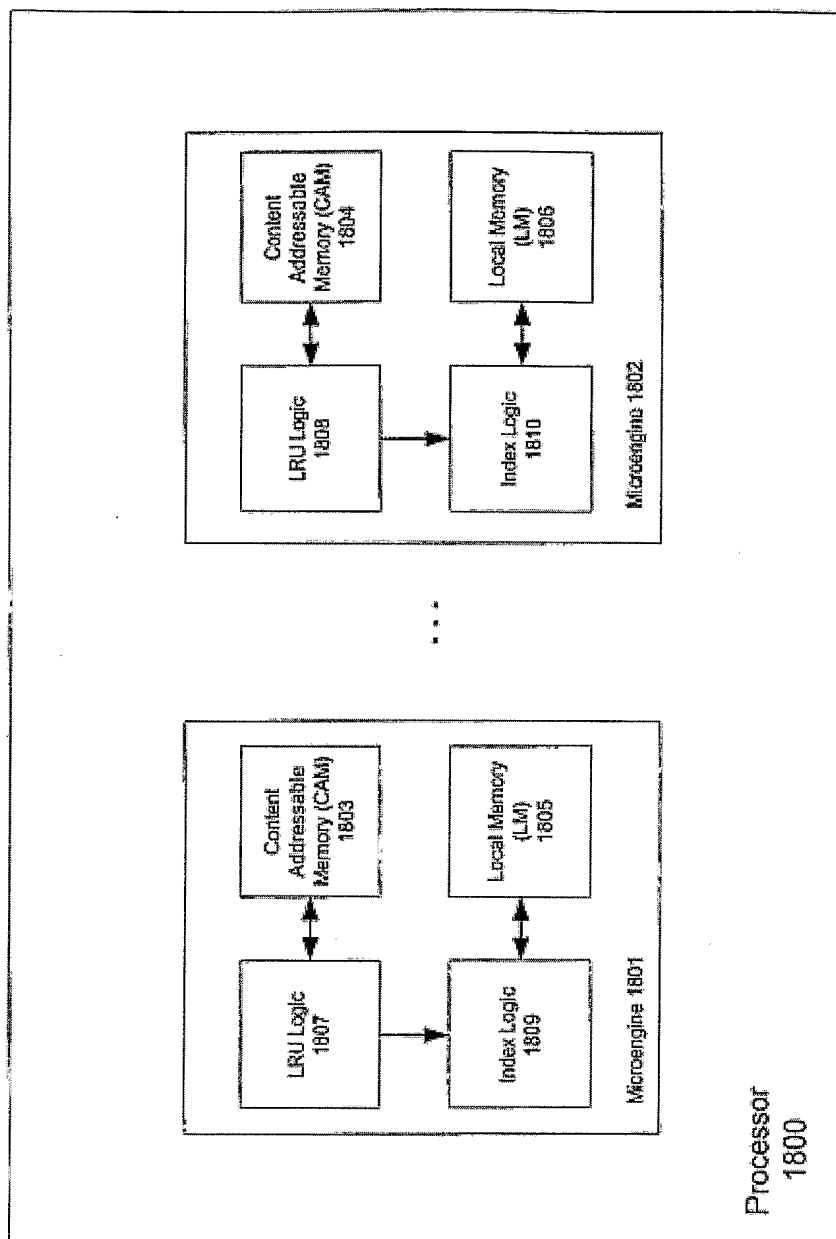 LRU Logic
1807
Content
Addressable
Memory (CAM)
1803
Index Logic
1809
Local Memory
(LM)
1805
Microengine 1801
...
LRU Logic
1808
Content
Addressable
Memory (CAM)
1804
Index Logic
1810
Local Memory
(LM)
1806
Microengine 1802
Processor
1800